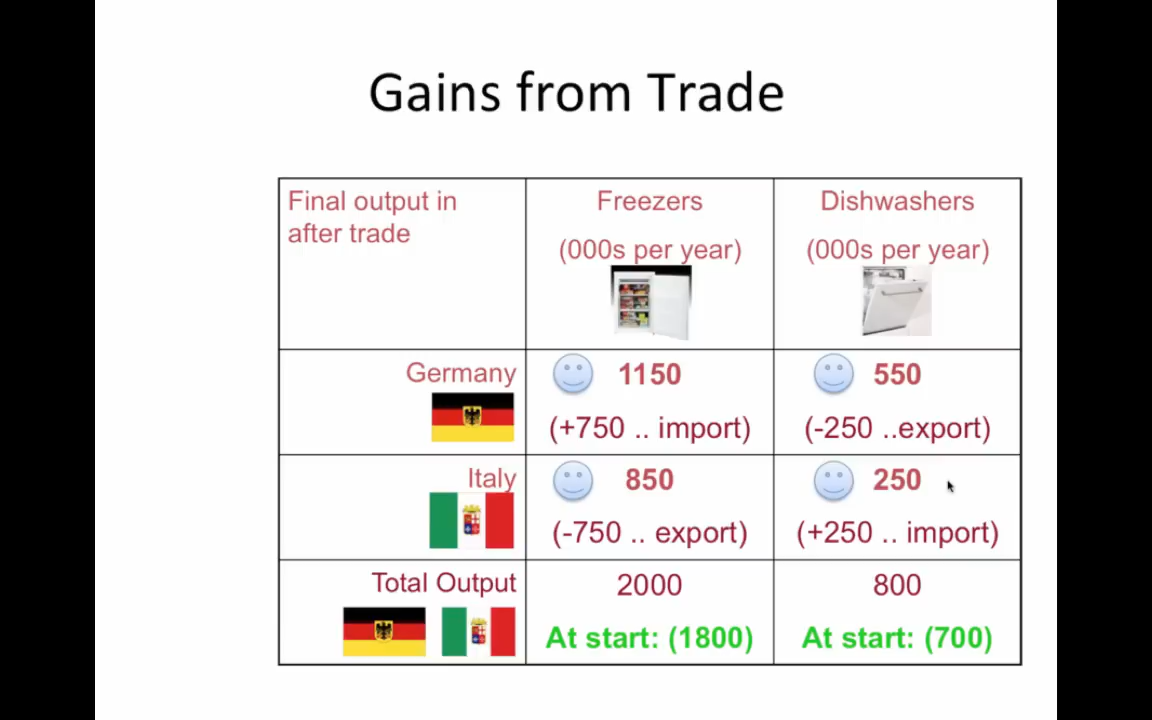 Gains from Trade
Final output in
after trade
Freezers
(000s per year)
Dishwashers
(000s per year)
Germany
1150
(+750 .. import)
550
(-250 ..export)
Italy
850
(-750 .. export)
250
(+250 .. import)
Total Output
2000
At start: (1800)
800
At start: (700)